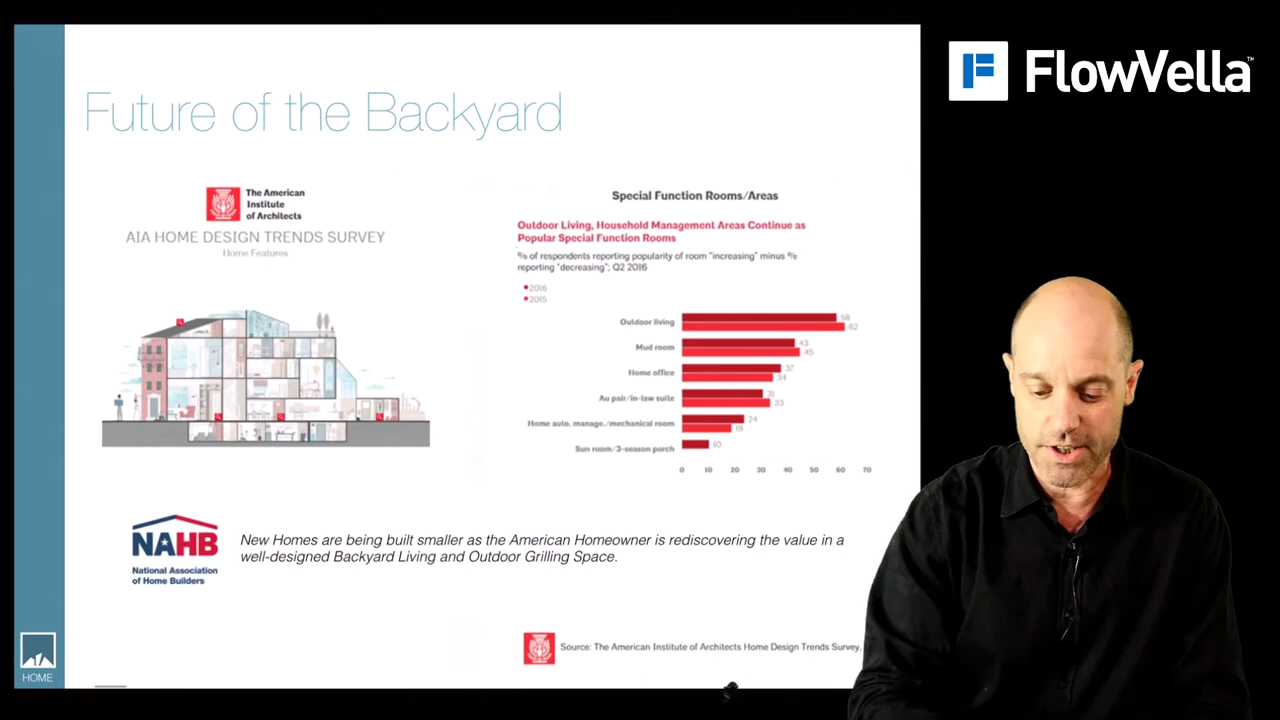 FlowVella™
Future of the Backyard
The American
Institute
of Architects
AIA HOME DESIGN TRENDS SURVEY
Home Features
Special Function Rooms/Areas
Outdoor Living, Household Management Areas Continue as
Popular Special Function Rooms
% of respondents reporting popularity of room "increasing" minus %
reporting "decreasing"; Q2 2016
2016
2015
Outdoor living 58 62
Mud room 43 45
Home office 37 34
Au pair/in-law suite 31 33
Home auto. manage./mechanical room 24 19
Sun room/3-season porch 10
0 10 20 30 40 50 60 70
NAHB
National Association
of Home Builders
New Homes are being built smaller as the American Homeowner is rediscovering the value in a
well-designed Backyard Living and Outdoor Grilling Space.
Source: The American Institute of Architects Home Design Trends Survey,
HOME